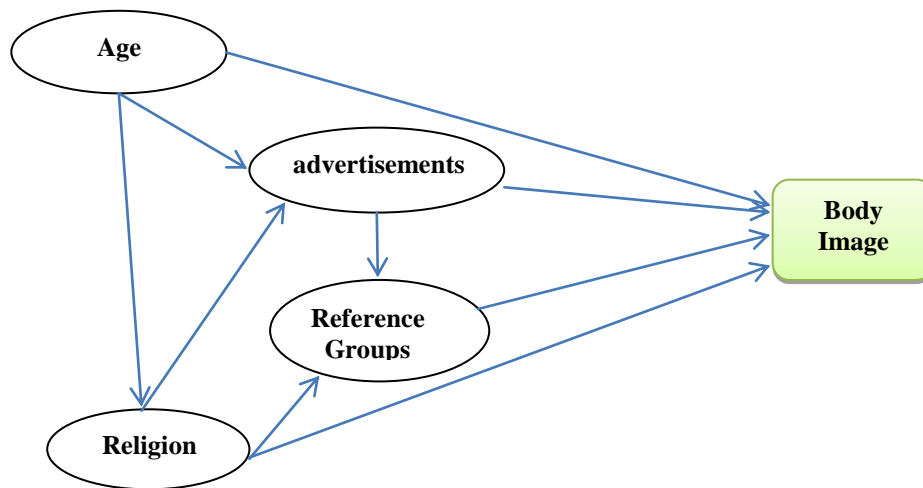 Age
advertisements
Body
Image
Reference
Groups
Religion